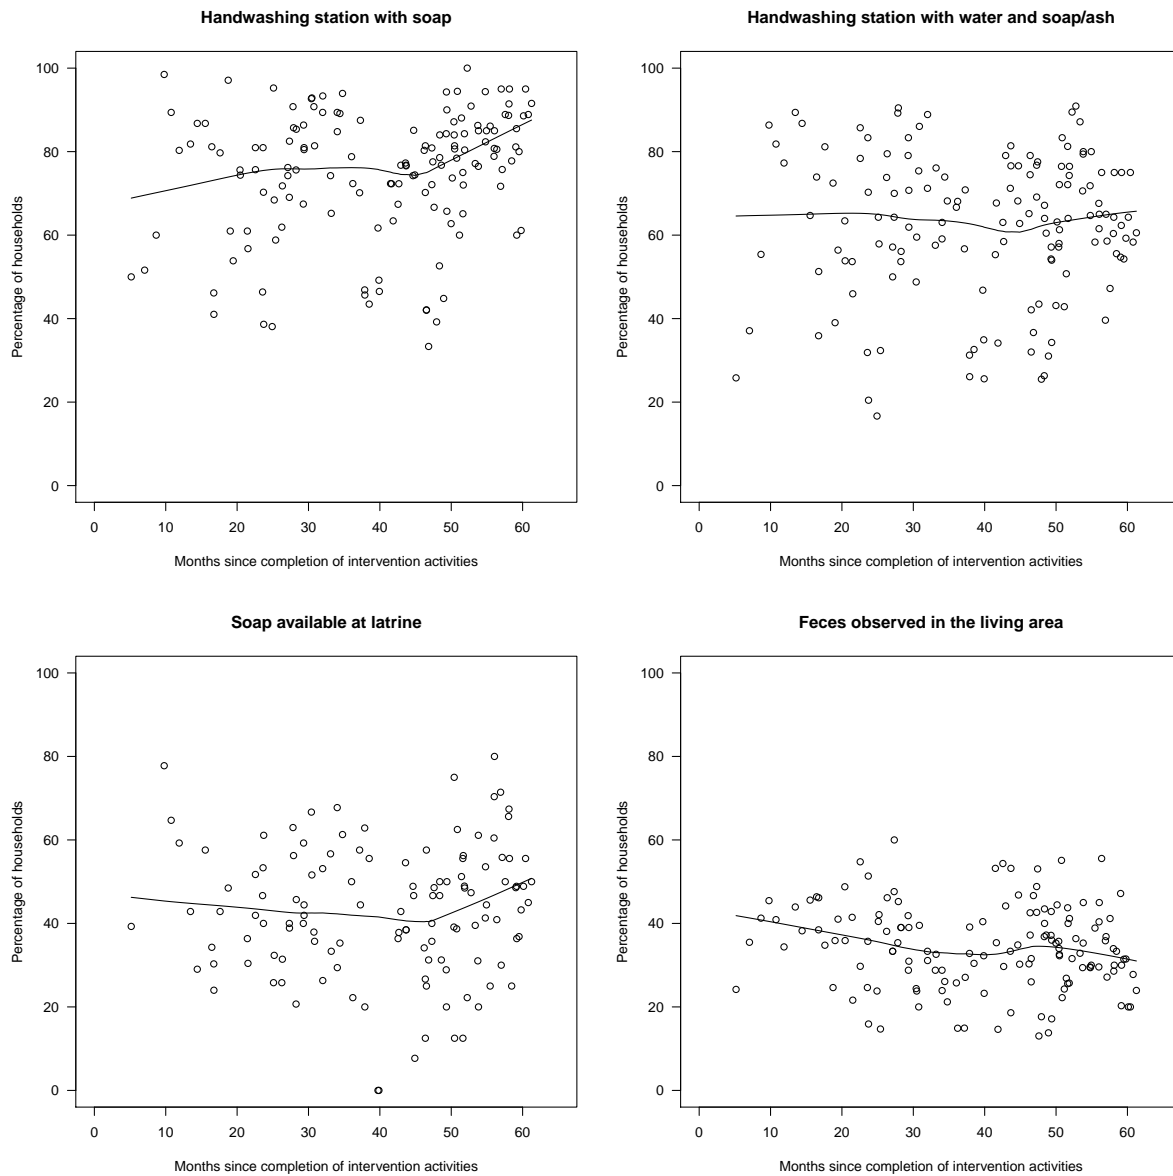 Handwashing station with soap
Percentage of households
100
80
60
40
20
0
0 10 20 30 40 50 60
Months since completion of intervention activities
Handwashing station with water and soap/ash
Percentage of households
100
80
60
40
20
0
0 10 20 30 40 50 60
Months since completion of intervention activities
Soap available at latrine
Percentage of households
100
80
60
40
20
0
0 10 20 30 40 50 60
Months since completion of intervention activities
Feces observed in the living area
Percentage of households
100
80
60
40
20
0
0 10 20 30 40 50 60
Months since completion of intervention activities